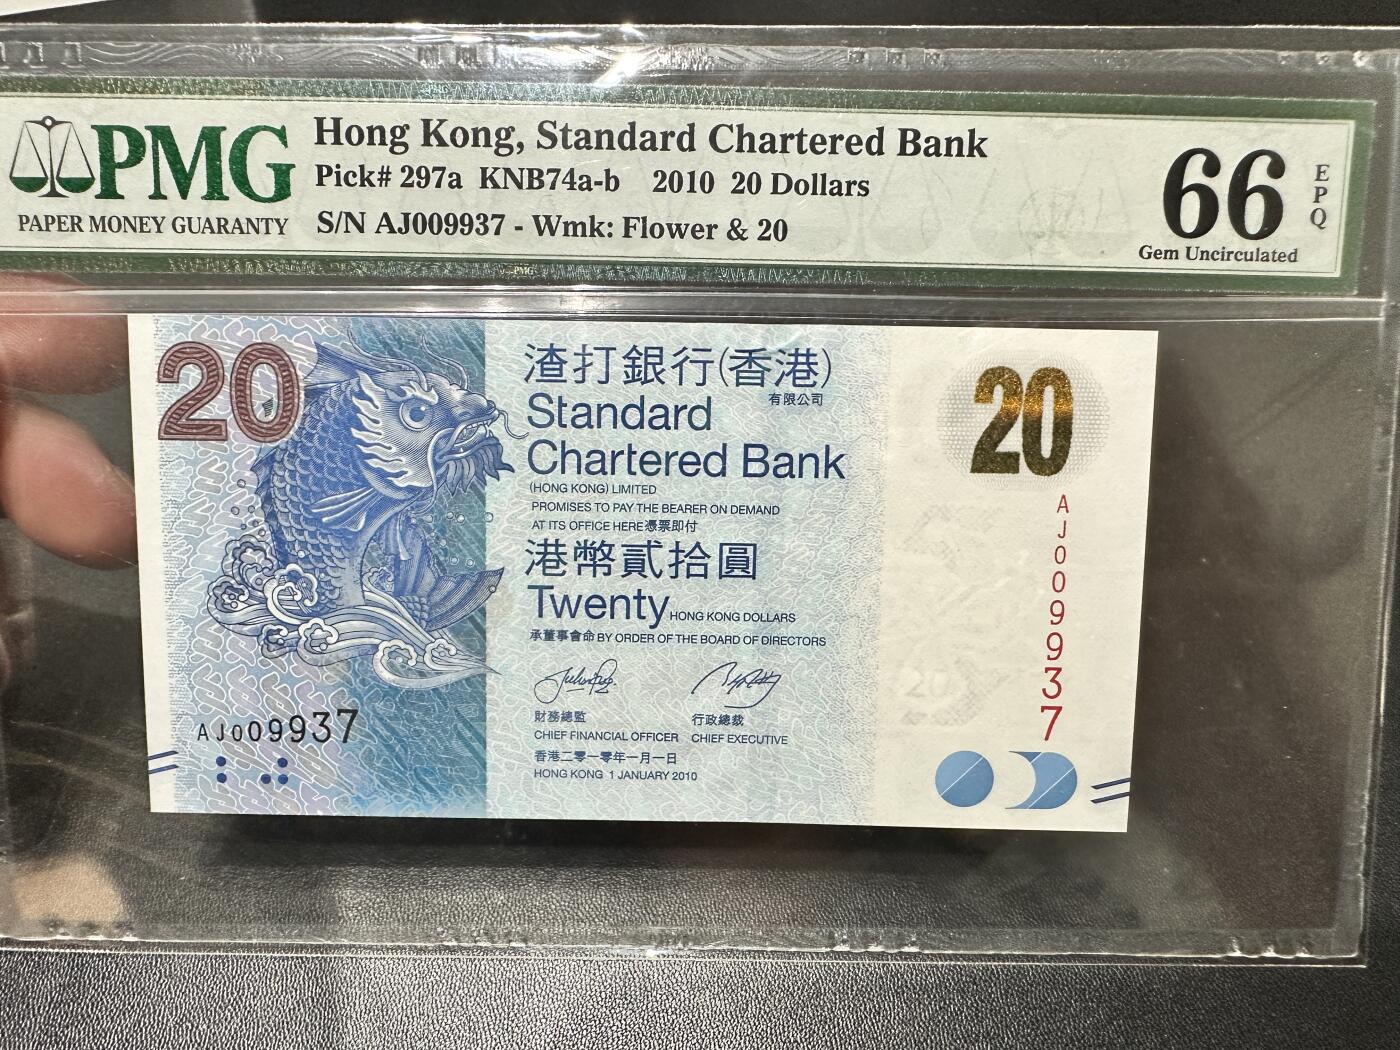 PMG
PAPER MONEY GUARANTY
Hong Kong, Standard Chartered Bank
Pick# 297a KNB74a-b 2010 20 Dollars
S/N AJ009937 - Wmk: Flower & 20
66
EPQ
Gem Uncirculated
PMG
20
渣打銀行(香港)
有限公司
Standard
Chartered Bank
(HONG KONG) LIMITED
PROMISES TO PAY THE BEARER ON DEMAND
AT ITS OFFICE HERE憑票即付
港幣貳拾圓
Twenty HONG KONG DOLLARS
承董事會命BY ORDER OF THE BOARD OF DIRECTORS
財務總監 行政總裁
CHIEF FINANCIAL OFFICER CHIEF EXECUTIVE
香港二零一零年一月一日
HONG KONG 1 JANUARY 2010
AJ009937
20
AJ009937
20